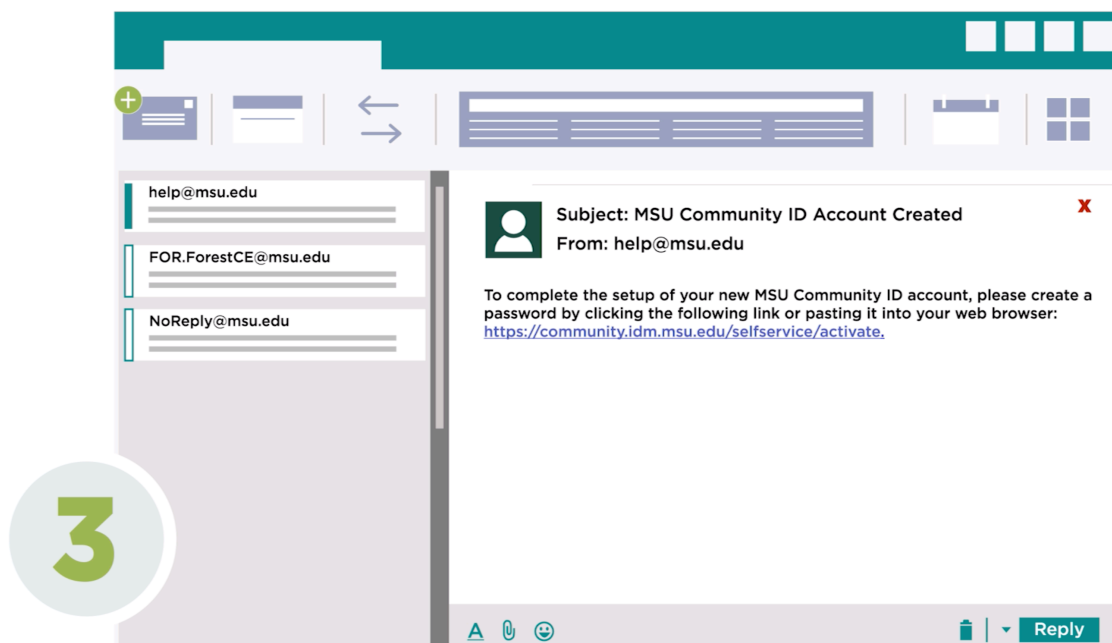 help@msu.edu
FOR.ForestCE@msu.edu
NoReply@msu.edu
Subject: MSU Community ID Account Created
X
From: help@msu.edu
To complete the setup of your new MSU Community ID account, please create a
password by clicking the following link or pasting it into your web browser:
https://community.idm.msu.edu/selfservice/activate.
3
A
Reply